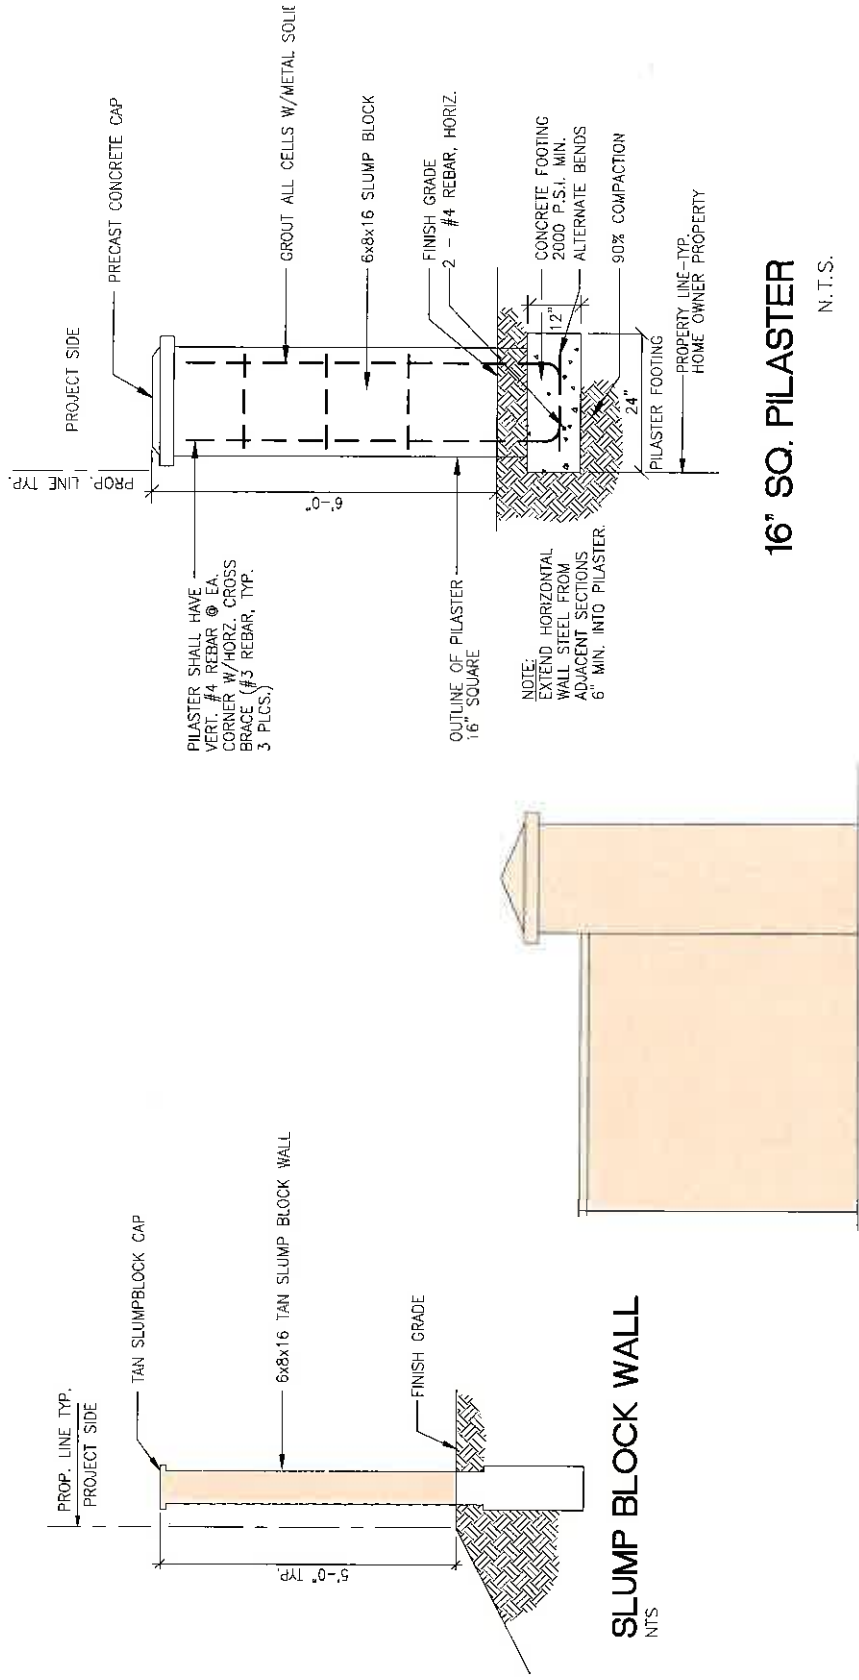 PROP. LINE TYP.
PROJECT SIDE
TAN SLUMPBLOCK CAP
6x8x16 TAN SLUMP BLOCK WALL
FINISH GRADE
5'-0" TYP.
SLUMP BLOCK WALL
NTS
PROP. LINE TYP.
PROJECT SIDE
PRECAST CONCRETE CAP
GROUT ALL CELLS W/METAL
6x8x16 SLUMP BLOCK
FINISH GRADE
2 - #4 REBAR, HORIZ.
CONCRETE FOOTING
2000 P.S.I. MIN.
ALTERNATE BENDS
90% COMPACTION
PROPERTY LINE-TYP.
HOME OWNER PROPERTY
6'-0"
12"
24"
PILASTER FOOTING
PILASTER SHALL HAVE
VERT. #4 REBAR @ EA.
CORNER W/HORZ. CROSS
BRACE (#3 REBAR, TYP.
3 PLCS.)
OUTLINE OF PILASTER
16" SQUARE
NOTE:
EXTEND HORIZONTAL
WALL STEEL FROM
ADJACENT SECTIONS
6" MIN. INTO PILASTER.
16" SQ. PILASTER
N.T.S.